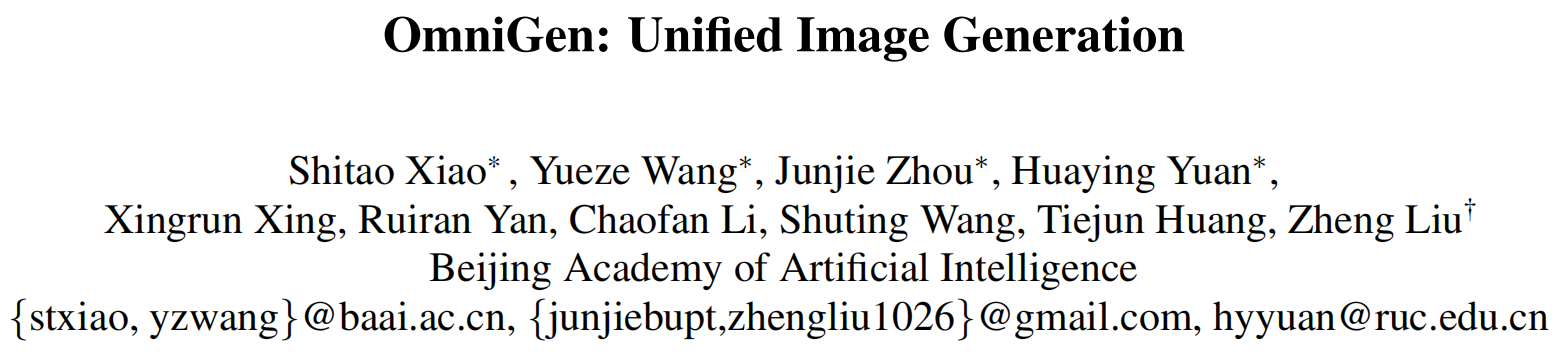 OmniGen: Unified Image Generation
Shitao Xiao*, Yueze Wang*, Junjie Zhou*, Huaying Yuan*,
Xingrun Xing, Ruiran Yan, Chaofan Li, Shuting Wang, Tiejun Huang, Zheng Liu†
Beijing Academy of Artificial Intelligence
{stxiao, yzwang}@baai.ac.cn, {junjiebupt,zhengliu1026}@gmail.com, hyyuan@ruc.edu.cn